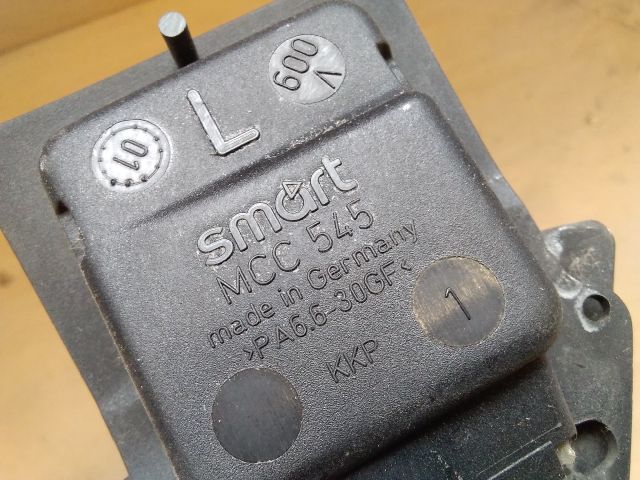 600
L
01
smart
MCC 545
made in Germany
>PA6.6-30GF<
1
KKP